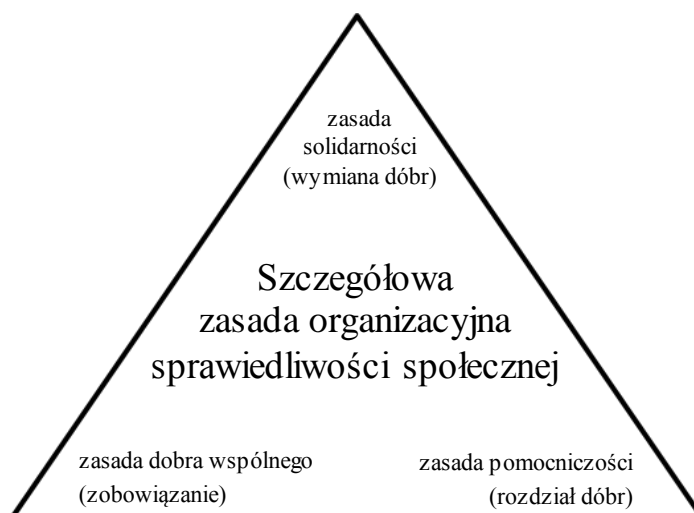 zasada
solidarności
(wymiana dóbr)
Szczegółowa
zasada organizacyjna
sprawiedliwości społecznej
zasada dobra wspólnego
(zobowiązanie)
zasada pomocniczości
(rozdział dóbr)